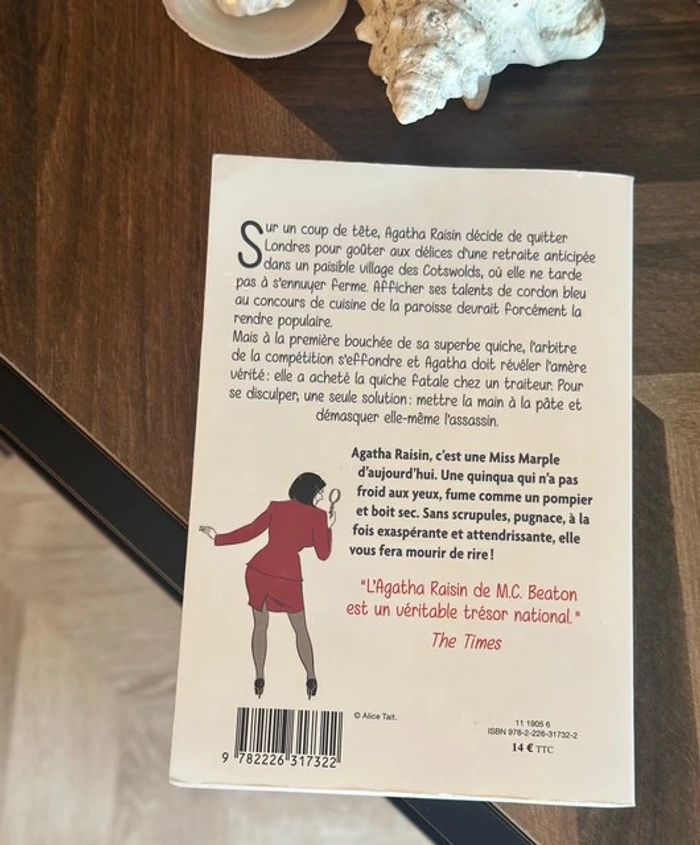 Sur un coup de tête, Agatha Raisin décide de quitter
Londres pour goûter aux délices d'une retraite anticipée
dans un paisible village des Cotswolds, où elle ne tarde
pas à s'ennuyer ferme. Afficher ses talents de cordon bleu
au concours de cuisine de la paroisse devrait forcément la
rendre populaire.
Mais à la première bouchée de sa superbe quiche, l'arbitre
de la compétition s'effondre et Agatha doit révéler l'amère
vérité : elle a acheté la quiche fatale chez un traiteur. Pour
se disculper, une seule solution : mettre la main à la pâte et
démasquer elle-même l'assassin.
Agatha Raisin, c'est une Miss Marple
d'aujourd'hui. Une quinqua qui n'a pas
froid aux yeux, fume comme un pompier
et boit sec. Sans scrupules, pugnace, à la
fois exaspérante et attendrissante, elle
vous fera mourir de rire !
"L'Agatha Raisin de M.C. Beaton
est un véritable trésor national."
The Times
© Alice Tait.
11 1905 6
ISBN 978-2-226-31732-2
14 € TTC
9 782226 317322